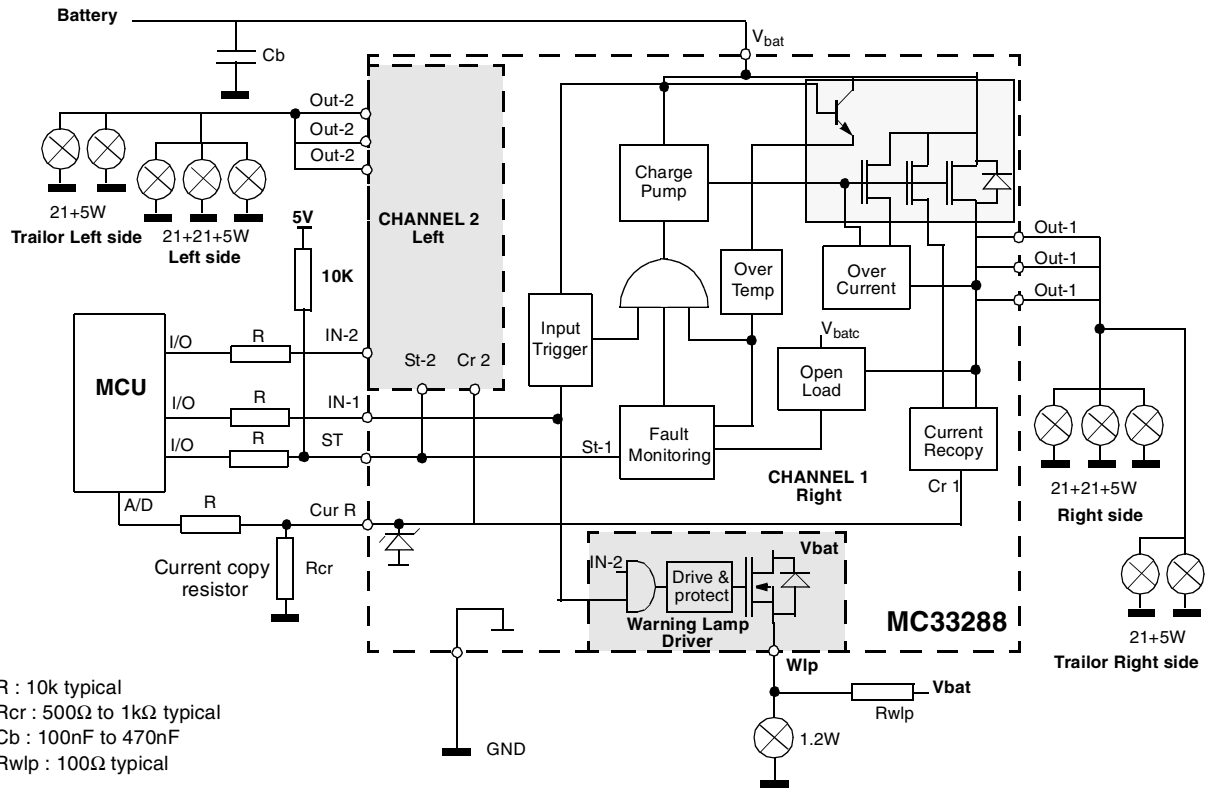 Battery
Cb
Vbat
Out-2
Out-2
Out-2
21+5W
Trailor Left side
21+21+5W
Left side
5V
10K
CHANNEL 2
Left
St-2
Cr 2
Charge
Pump
Over
Temp
Over
Current
Input
Trigger
Vbatc
Open
Load
Fault
Monitoring
Current
Recopy
Cr 1
CHANNEL 1
Right
Out-1
Out-1
Out-1
MCU
I/O
R
IN-2
I/O
R
IN-1
I/O
R
ST
St-1
A/D
R
Cur R
Current copy
resistor
Rcr
21+21+5W
Right side
21+5W
Trailor Right side
IN-2
Drive &
protect
Vbat
Warning Lamp
Driver
MC33288
Wlp
Vbat
Rwlp
1.2W
GND
R : 10k typical
Rcr : 500Ω to 1kΩ typical
Cb : 100nF to 470nF
Rwlp : 100Ω typical